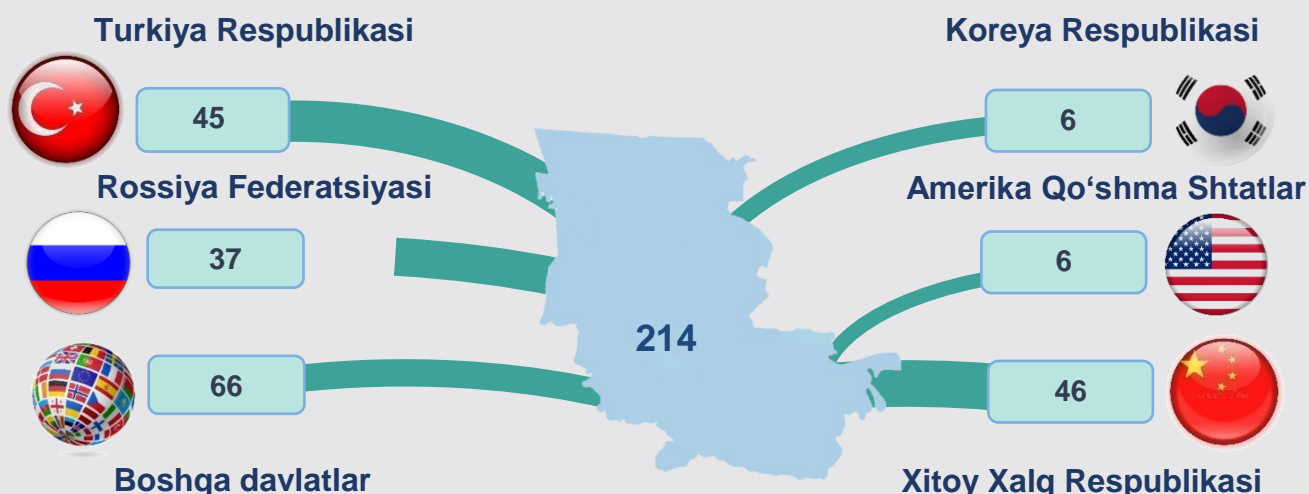 Turkiya Respublikasi
45
Rossiya Federatsiyasi
37
66
Boshqa davlatlar
214
Koreya Respublikasi
6
Amerika Qo‘shma Shtatlar
6
46
Xitoy Xalq Respublikasi